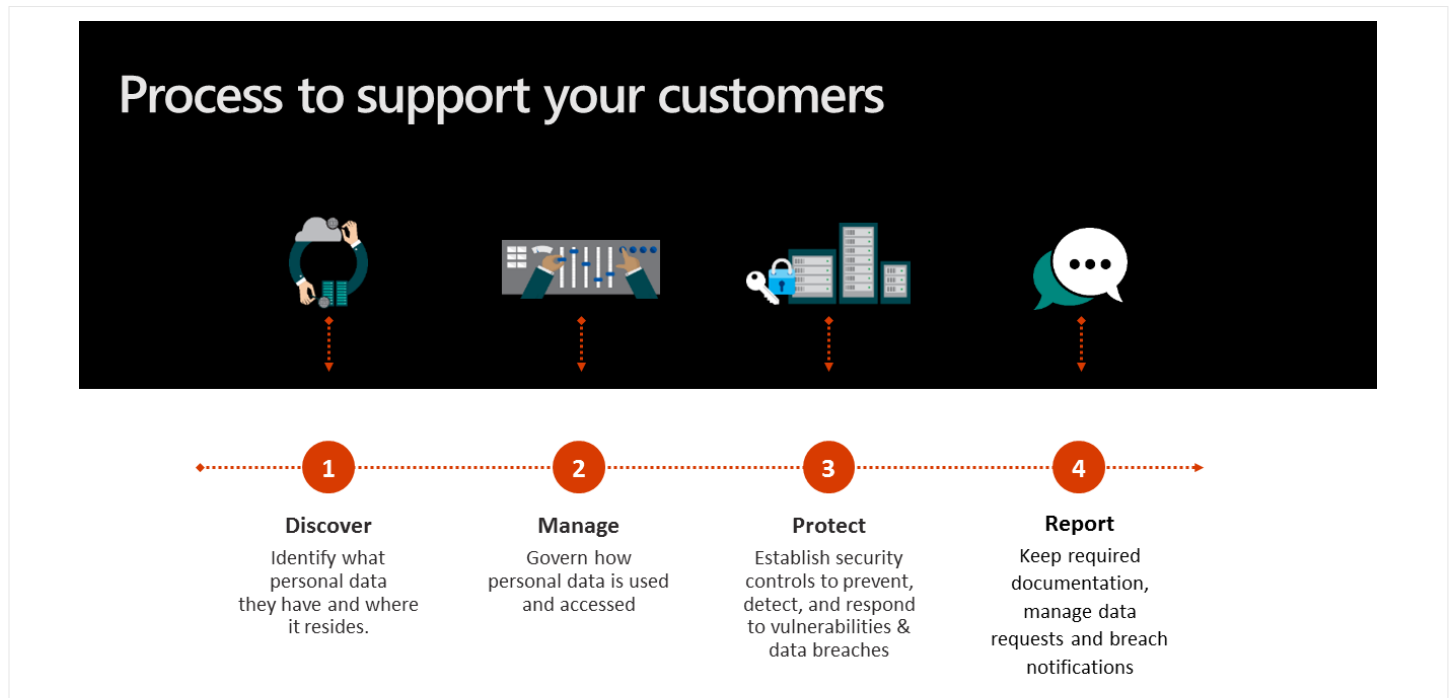 Process to support your customers
1
2
3
4
Discover
Identify what
personal data
they have and where
it resides.
Manage
Govern how
personal data is used
and accessed
Protect
Establish security
controls to prevent,
detect, and respond
to vulnerabilities &
data breaches
Report
Keep required
documentation,
manage data
requests and breach
notifications